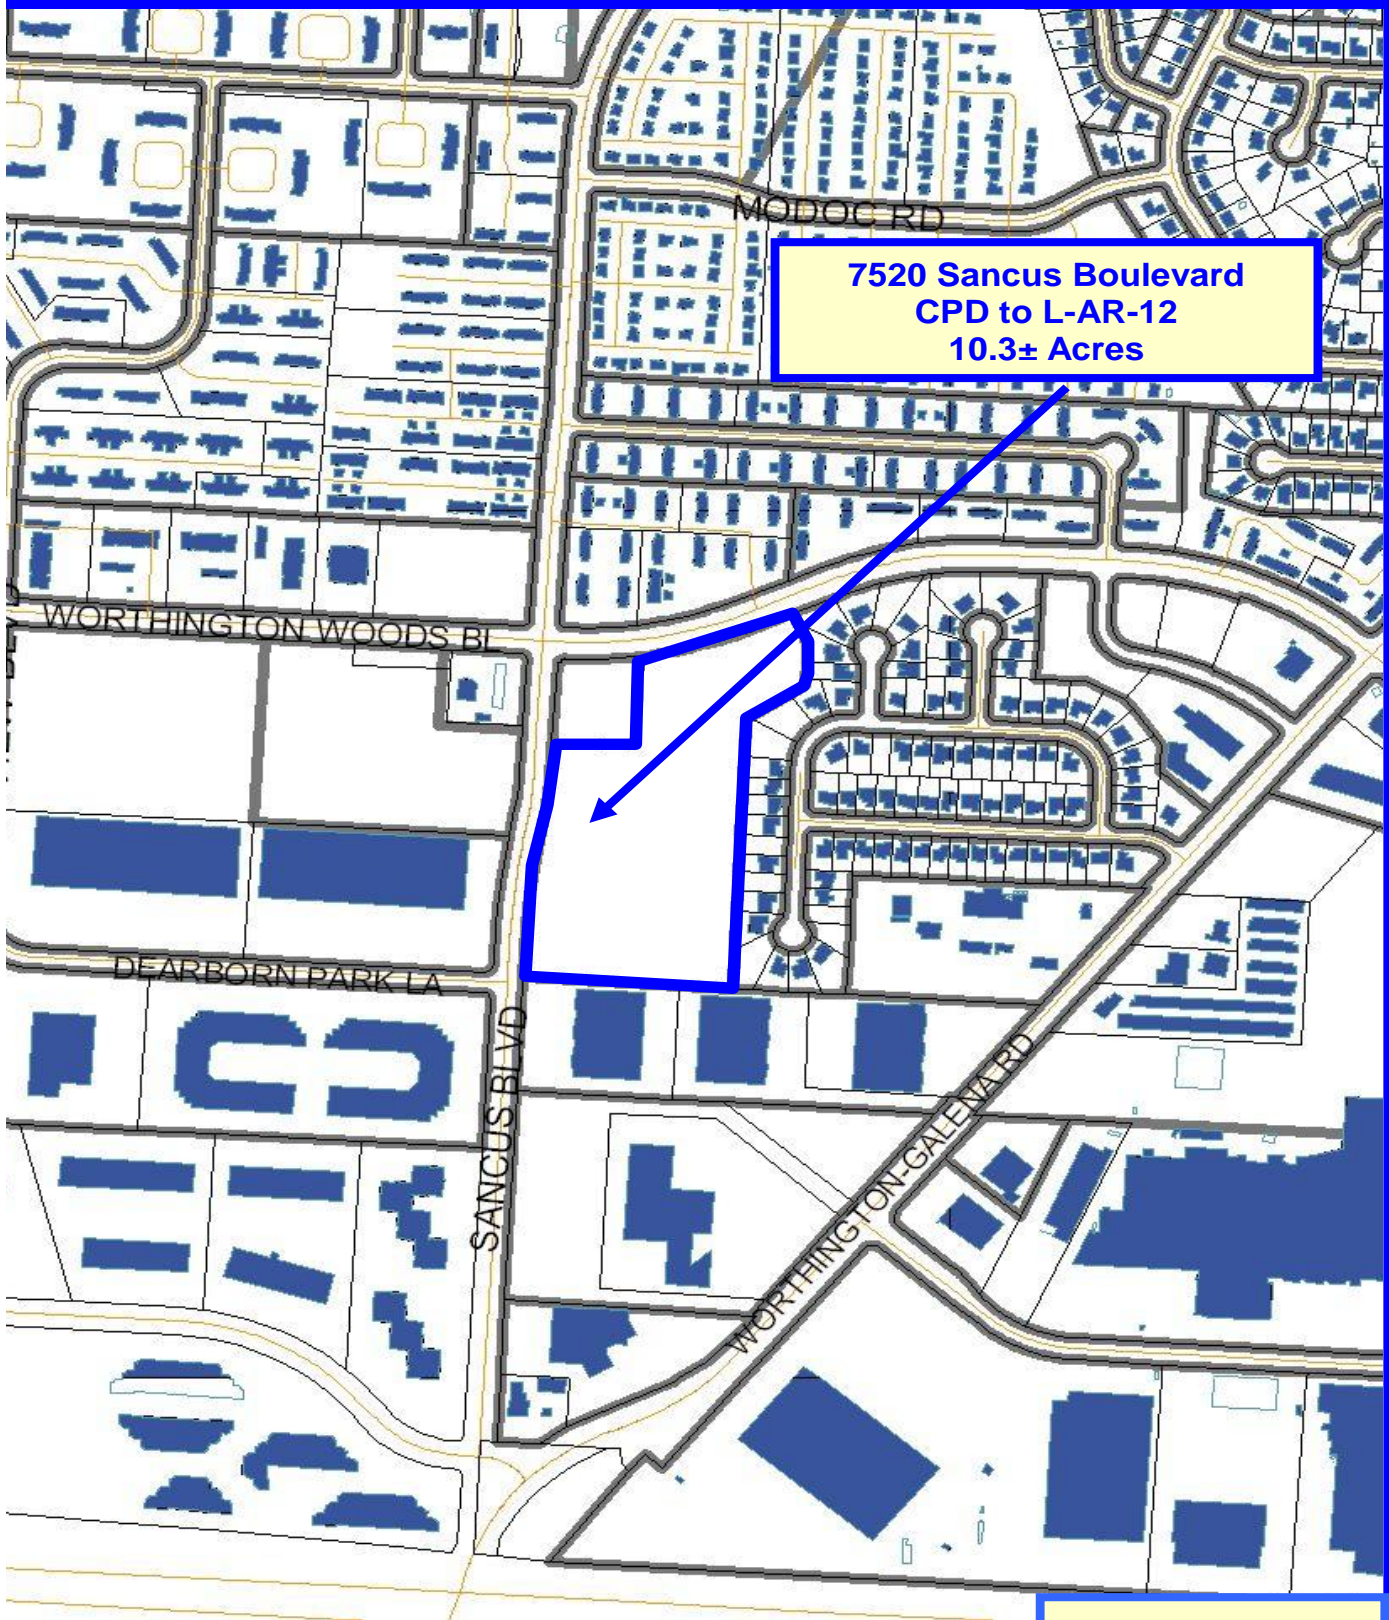 MODOC RD
7520 Sancus Boulevard
CPD to L-AR-12
10.3± Acres
WORTHINGTON WOODS BL
DEARBORN PARK LA
SANCUS BLVD
WORTHINGTON-GALENA RD